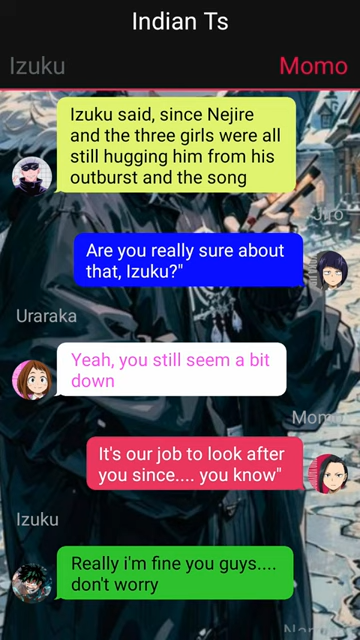 Indian Ts
Izuku
Momo
Izuku said, since Nejire
and the three girls were all
still hugging him from his
outburst and the song
Jiro
Are you really sure about
that, Izuku?"
Uraraka
Yeah, you still seem a bit
down
Momo
It's our job to look after
you since.... you know"
Izuku
Really i'm fine you guys....
don't worry